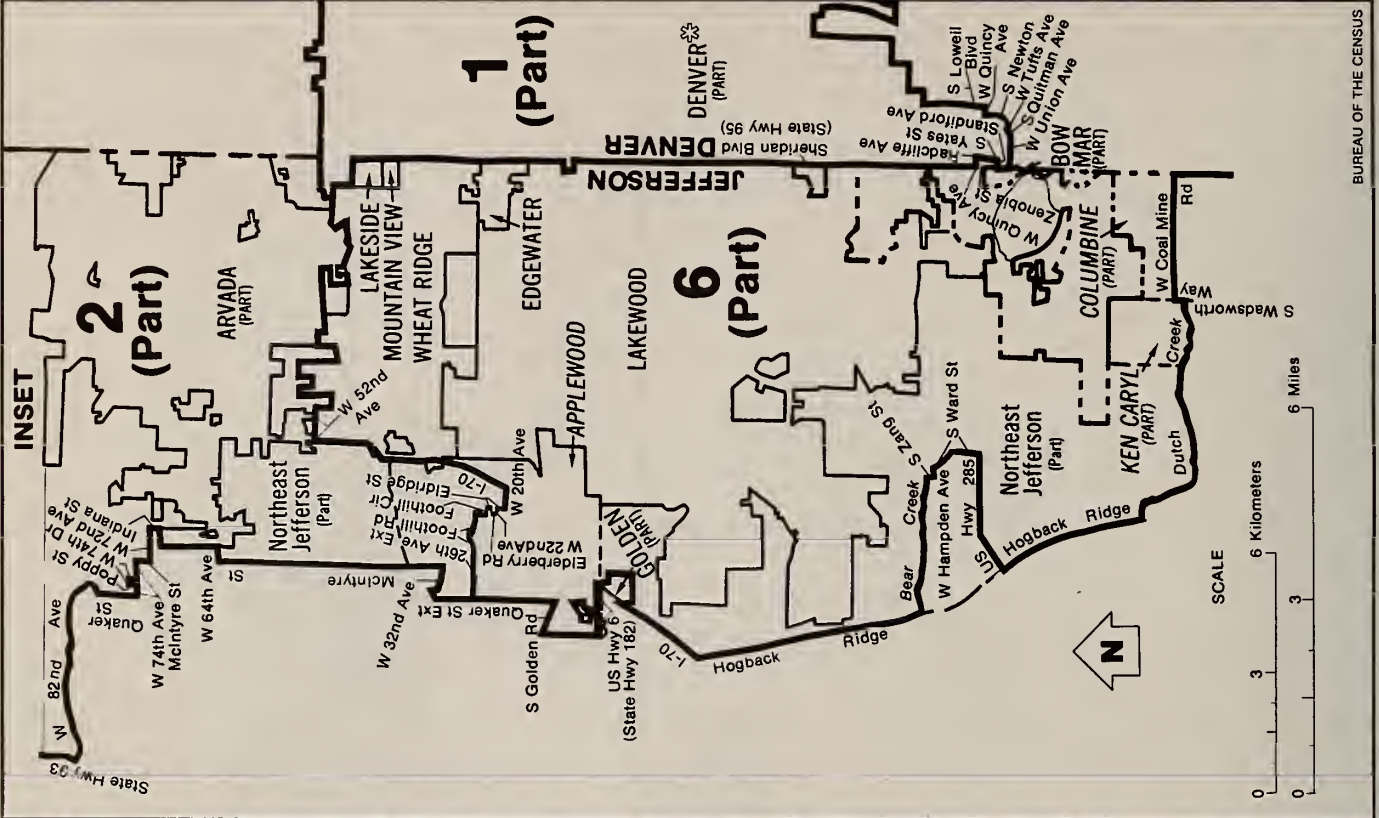 INSET
2
(Part)
1
(Part)
6
(Part)
DENVER*
(PART)
DENVER
JEFFERSON
Sheridan Blvd
(State Hwy 95)
ARVADA
(PART)
LAKESIDE
MOUNTAIN VIEW
WHEAT RIDGE
EDGEWATER
APPLEWOOD
LAKEWOOD
GOLDEN
(PART)
Northeast
Jefferson
(Part)
Northeast
Jefferson
(Part)
COLUMBINE
(PART)
KEN CARYL
(PART)
BOW
MAR
(PART)
S Lowell
Blvd
W Quincy
Ave
S Newton
W Tufts Ave
S Quitman Ave
W Union Ave
Standiford Ave
Yates St
S
Radcliffe Ave
W Quincy Ave
Zenobia St
W Coal Mine
Rd
S Wadsworth
Way
Dutch
Creek
Hogback
Ridge
US
Hwy 285
W Hampden Ave
S Ward St
S Zang St
Bear
Creek
Hogback
Ridge
I-70
US Hwy 6
(State Hwy 182)
S Golden Rd
Quaker St Ext
W 32nd Ave
26th Ave Ext
Foothill Rd
Foothill Cir
Eldridge St
Elderberry Rd
W 22nd Ave
W 20th Ave
I-70
W 52nd
Ave
McIntyre
St
W 64th Ave
McIntyre St
W 74th Ave
Quaker
St
Poppy St
W 74th Dr
W 72nd Ave
Indiana St
W 82nd Ave
State Hwy 93
N
SCALE
0 3 6 Kilometers
0 3 6 Miles
BUREAU OF THE CENSUS